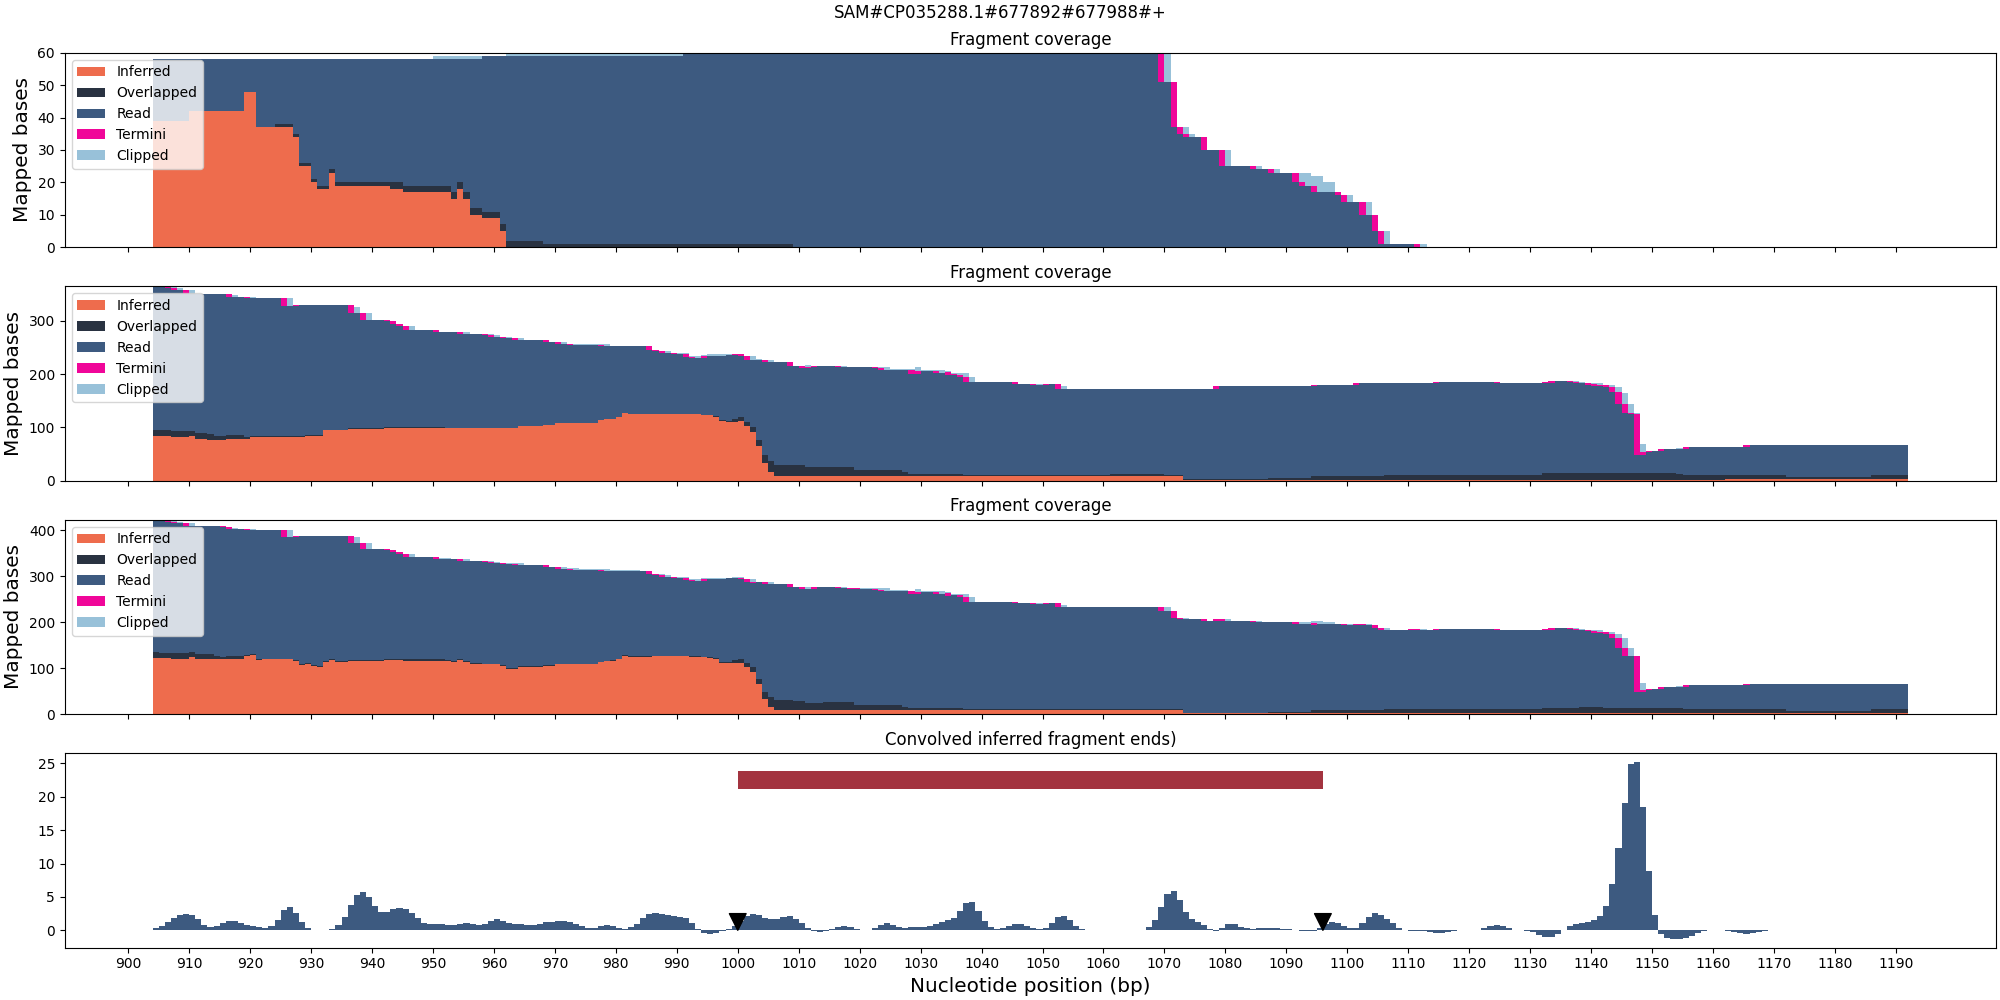 SAM#CP035288.1#677892#677988#+
Fragment coverage
60
50
40
30
20
10
0
Mapped bases
Inferred
Overlapped
Read
Termini
Clipped
Fragment coverage
300
200
100
0
Mapped bases
Inferred
Overlapped
Read
Termini
Clipped
Fragment coverage
400
300
200
100
0
Mapped bases
Inferred
Overlapped
Read
Termini
Clipped
Convolved inferred fragment ends)
25
20
15
10
5
0
900 910 920 930 940 950 960 970 980 990 1000 1010 1020 1030 1040 1050 1060 1070 1080 1090 1100 1110 1120 1130 1140 1150 1160 1170 1180 1190
Nucleotide position (bp)